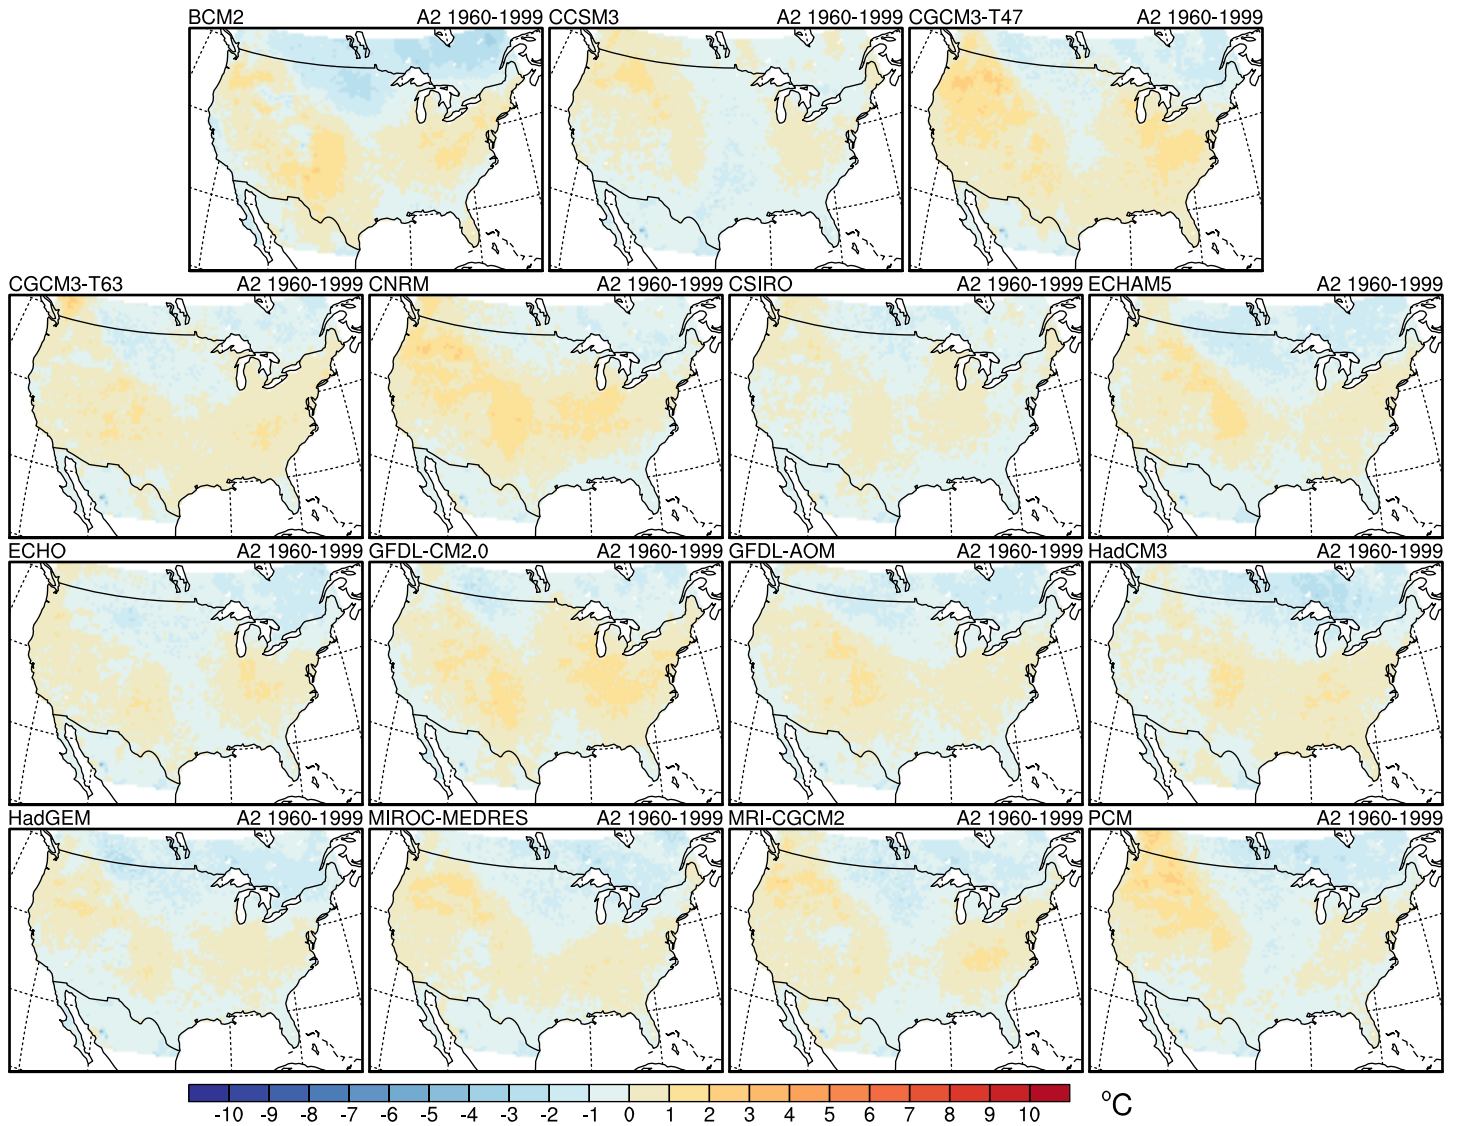 BCM2 A2 1960-1999 CCSM3 A2 1960-1999 CGCM3-T47 A2 1960-1999
CGCM3-T63 A2 1960-1999 CNRM A2 1960-1999 CSIRO A2 1960-1999 ECHAM5 A2 1960-1999
ECHO A2 1960-1999 GFDL-CM2.0 A2 1960-1999 GFDL-AOM A2 1960-1999 HadCM3 A2 1960-1999
HadGEM A2 1960-1999 MIROC-MEDRES A2 1960-1999 MRI-CGCM2 A2 1960-1999 PCM A2 1960-1999
-10 -9 -8 -7 -6 -5 -4 -3 -2 -1 0 1 2 3 4 5 6 7 8 9 10 °C